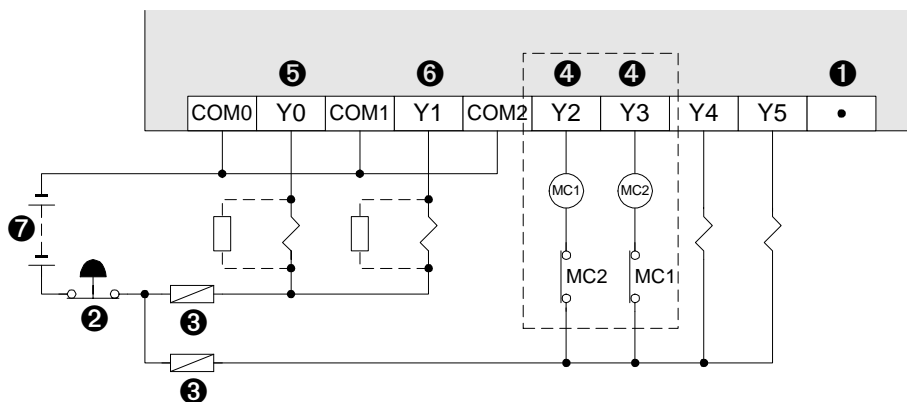 ❺ ❻ ❹ ❹ ❶
COM0 Y0 COM1 Y1 COM2 Y2 Y3 Y4 Y5 •
MC1 MC2
❼
MC2 MC1
❷ ❸
❸